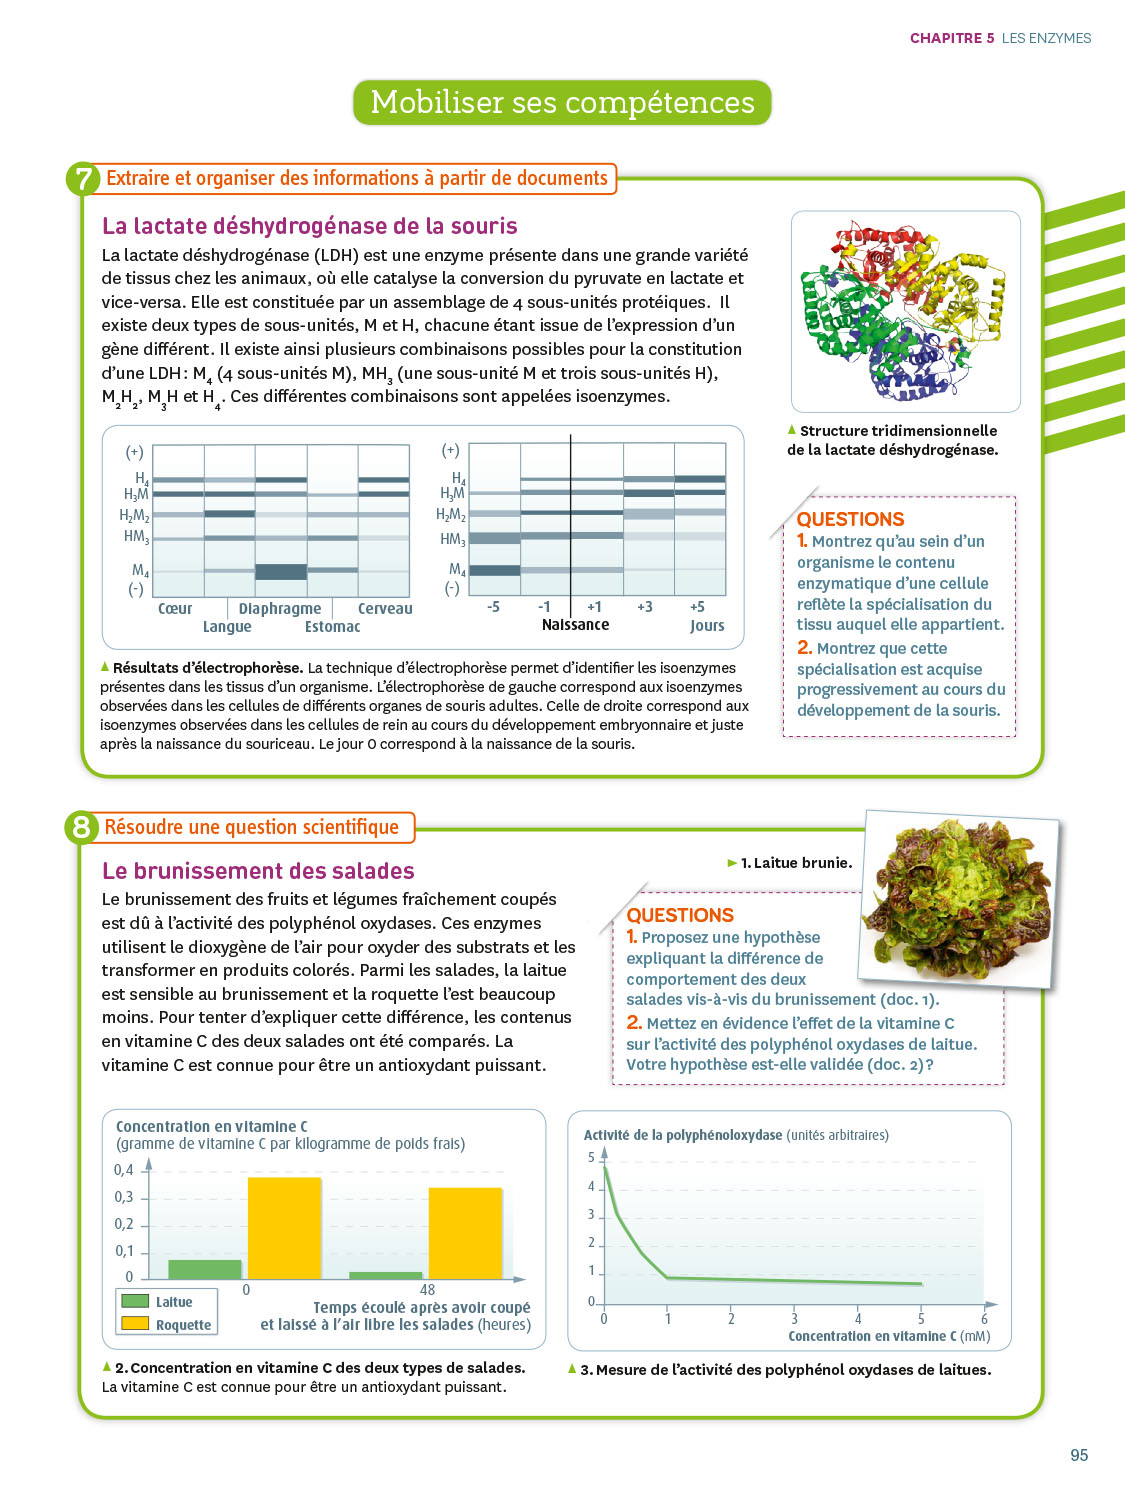 CHAPITRE 5 LES ENZYMES
Mobiliser ses compétences
7 Extraire et organiser des informations à partir de documents
La lactate déshydrogénase de la souris
La lactate déshydrogénase (LDH) est une enzyme présente dans une grande variété
de tissus chez les animaux, où elle catalyse la conversion du pyruvate en lactate et
vice-versa. Elle est constituée par un assemblage de 4 sous-unités protéiques. Il
existe deux types de sous-unités, M et H, chacune étant issue de l'expression d'un
gène différent. Il existe ainsi plusieurs combinaisons possibles pour la constitution
d'une LDH : M₄ (4 sous-unités M), MH₃ (une sous-unité M et trois sous-unités H),
M₂H₂, M₃H et H₄. Ces différentes combinaisons sont appelées isoenzymes.
▲ Structure tridimensionnelle
de la lactate déshydrogénase.
(+)
H₄
H₃M
H₂M₂
HM₃
M₄
(-)
Cœur
Langue
Diaphragme
Estomac
Cerveau
(+)
H₄
H₃M
H₂M₂
HM₃
M₄
(-)
-5 -1 +1 +3 +5
Naissance
Jours
▲ Résultats d'électrophorèse. La technique d'électrophorèse permet d'identifier les isoenzymes
présentes dans les tissus d'un organisme. L'électrophorèse de gauche correspond aux isoenzymes
observées dans les cellules de différents organes de souris adultes. Celle de droite correspond aux
isoenzymes observées dans les cellules de rein au cours du développement embryonnaire et juste
après la naissance du souriceau. Le jour 0 correspond à la naissance de la souris.
QUESTIONS
1. Montrez qu'au sein d'un
organisme le contenu
enzymatique d'une cellule
reflète la spécialisation du
tissu auquel elle appartient.
2. Montrez que cette
spécialisation est acquise
progressivement au cours du
développement de la souris.
8 Résoudre une question scientifique
Le brunissement des salades
Le brunissement des fruits et légumes fraîchement coupés
est dû à l'activité des polyphénol oxydases. Ces enzymes
utilisent le dioxygène de l'air pour oxyder des substrats et les
transformer en produits colorés. Parmi les salades, la laitue
est sensible au brunissement et la roquette l'est beaucoup
moins. Pour tenter d'expliquer cette différence, les contenus
en vitamine C des deux salades ont été comparés. La
vitamine C est connue pour être un antioxydant puissant.
► 1. Laitue brunie.
QUESTIONS
1. Proposez une hypothèse
expliquant la différence de
comportement des deux
salades vis-à-vis du brunissement (doc. 1).
2. Mettez en évidence l'effet de la vitamine C
sur l'activité des polyphénol oxydases de laitue.
Votre hypothèse est-elle validée (doc. 2) ?
Concentration en vitamine C
(gramme de vitamine C par kilogramme de poids frais)
0,4
0,3
0,2
0,1
0
0 48
Laitue
Roquette
Temps écoulé après avoir coupé
et laissé à l'air libre les salades (heures)
▲ 2. Concentration en vitamine C des deux types de salades.
La vitamine C est connue pour être un antioxydant puissant.
Activité de la polyphénoloxydase (unités arbitraires)
5
4
3
2
1
0
0 1 2 3 4 5 6
Concentration en vitamine C (mM)
▲ 3. Mesure de l'activité des polyphénol oxydases de laitues.
95